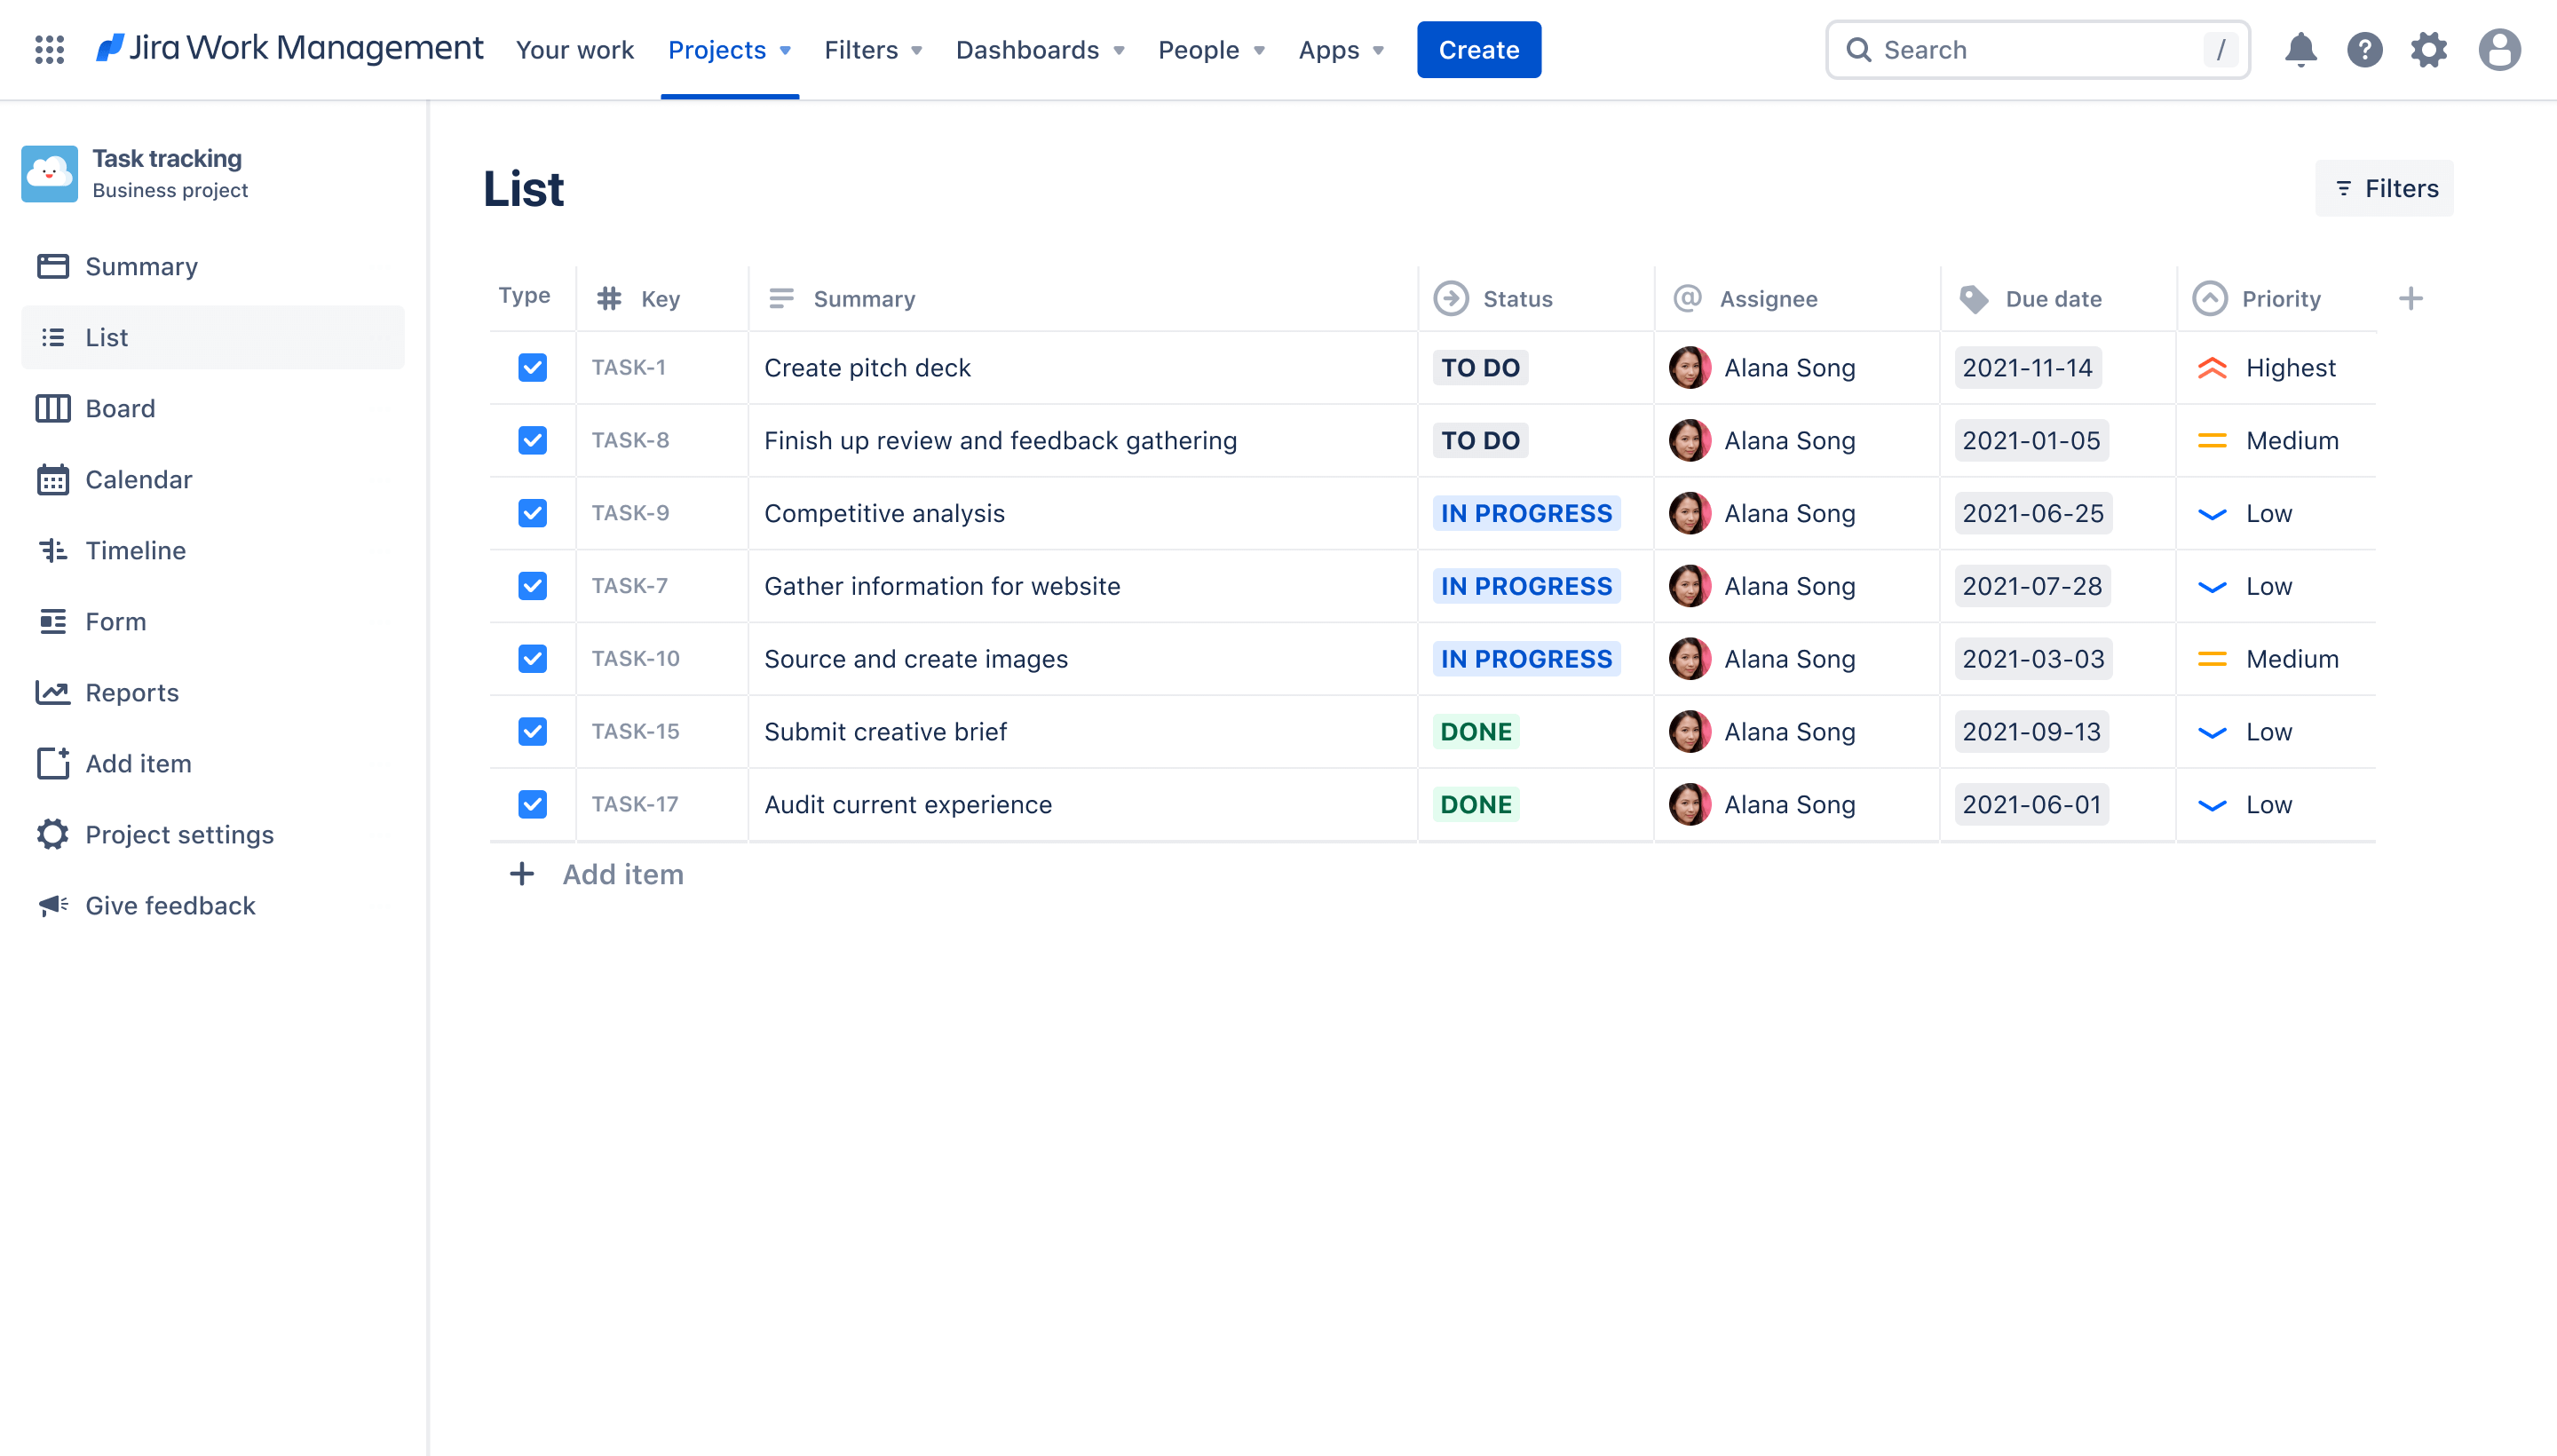 Jira Work Management Your work Projects Filters Dashboards People Apps Create Search /
Task tracking
Business project
Summary
List
Board
Calendar
Timeline
Form
Reports
Add item
Project settings
Give feedback
List Filters
Type Key Summary Status Assignee Due date Priority
TASK-1 Create pitch deck TO DO Alana Song 2021-11-14 Highest
TASK-8 Finish up review and feedback gathering TO DO Alana Song 2021-01-05 Medium
TASK-9 Competitive analysis IN PROGRESS Alana Song 2021-06-25 Low
TASK-7 Gather information for website IN PROGRESS Alana Song 2021-07-28 Low
TASK-10 Source and create images IN PROGRESS Alana Song 2021-03-03 Medium
TASK-15 Submit creative brief DONE Alana Song 2021-09-13 Low
TASK-17 Audit current experience DONE Alana Song 2021-06-01 Low
Add item